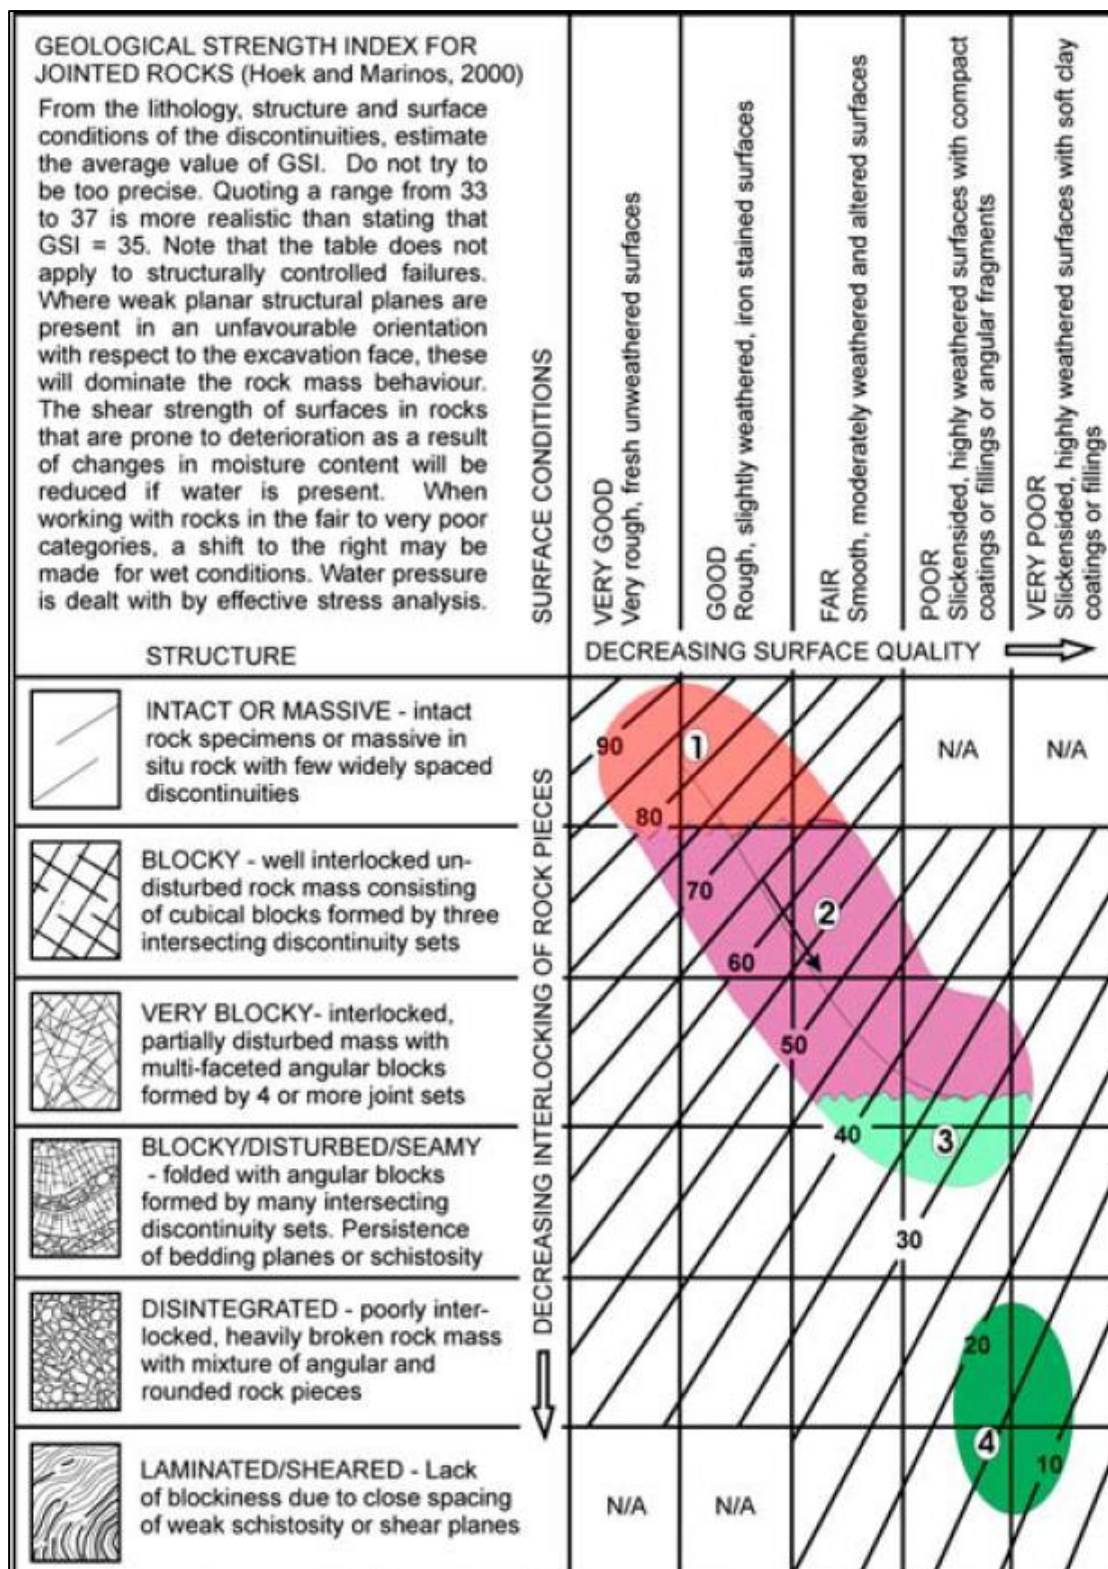 GEOLOGICAL STRENGTH INDEX FOR
JOINTED ROCKS (Hoek and Marinos, 2000)
From the lithology, structure and surface
conditions of the discontinuities, estimate
the average value of GSI. Do not try to
be too precise. Quoting a range from 33
to 37 is more realistic than stating that
GSI = 35. Note that the table does not
apply to structurally controlled failures.
Where weak planar structural planes are
present in an unfavourable orientation
with respect to the excavation face, these
will dominate the rock mass behaviour.
The shear strength of surfaces in rocks
that are prone to deterioration as a result
of changes in moisture content will be
reduced if water is present. When
working with rocks in the fair to very poor
categories, a shift to the right may be
made for wet conditions. Water pressure
is dealt with by effective stress analysis.
STRUCTURE
SURFACE CONDITIONS
VERY GOOD
Very rough, fresh unweathered surfaces
GOOD
Rough, slightly weathered, iron stained surfaces
FAIR
Smooth, moderately weathered and altered surfaces
POOR
Slickensided, highly weathered surfaces with compact
coatings or fillings or angular fragments
VERY POOR
Slickensided, highly weathered surfaces with soft clay
coatings or fillings
DECREASING SURFACE QUALITY
DECREASING INTERLOCKING OF ROCK PIECES
INTACT OR MASSIVE - intact
rock specimens or massive in
situ rock with few widely spaced
discontinuities
90
1
N/A
N/A
80
BLOCKY - well interlocked un-
disturbed rock mass consisting
of cubical blocks formed by three
intersecting discontinuity sets
70
2
60
VERY BLOCKY- interlocked,
partially disturbed mass with
multi-faceted angular blocks
formed by 4 or more joint sets
50
BLOCKY/DISTURBED/SEAMY
- folded with angular blocks
formed by many intersecting
discontinuity sets. Persistence
of bedding planes or schistosity
40
3
30
DISINTEGRATED - poorly inter-
locked, heavily broken rock mass
with mixture of angular and
rounded rock pieces
20
LAMINATED/SHEARED - Lack
of blockiness due to close spacing
of weak schistosity or shear planes
N/A
N/A
4
10